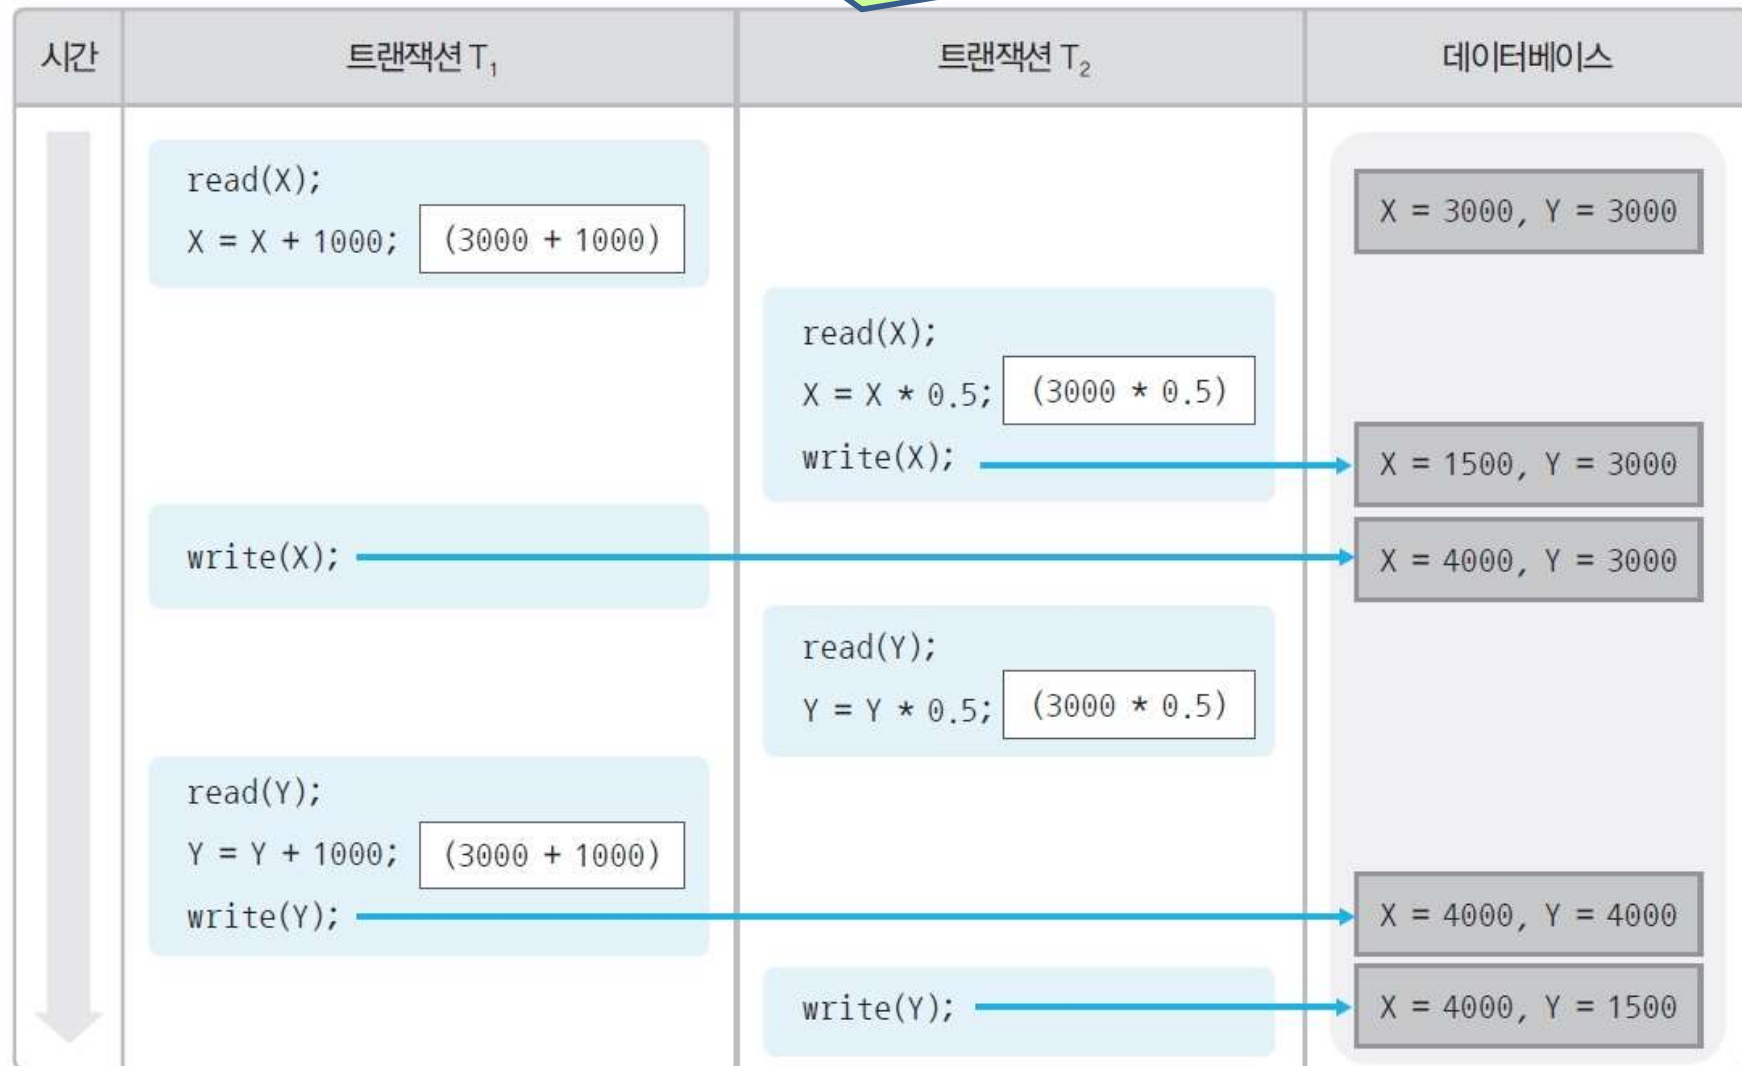 시간 트랜잭션 T₁ 트랜잭션 T₂ 데이터베이스
read(X);
X = X + 1000; (3000 + 1000)
X = 3000, Y = 3000
read(X);
X = X * 0.5; (3000 * 0.5)
write(X);
X = 1500, Y = 3000
write(X);
X = 4000, Y = 3000
read(Y);
Y = Y * 0.5; (3000 * 0.5)
read(Y);
Y = Y + 1000; (3000 + 1000)
write(Y);
X = 4000, Y = 4000
write(Y);
X = 4000, Y = 1500